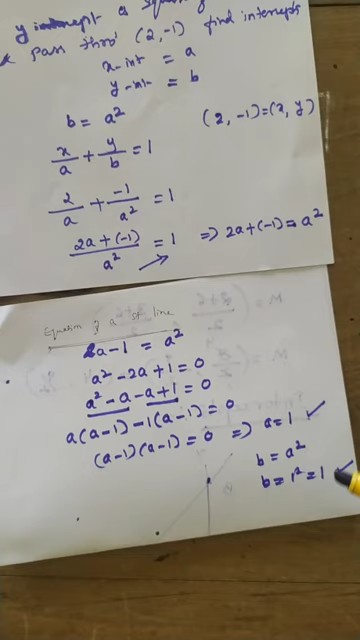 y intercept a square of
& pass thro' (2, -1) find intercepts
x-int = a
y-int = b
b = a²
(2, -1) = (x, y)
x/a + y/b = 1
2/a + -1/a² = 1
2a + (-1)/a² = 1 ⇒ 2a + (-1) = a²
Equation of a st line
2a - 1 = a²
a² - 2a + 1 = 0
a² - a - a + 1 = 0
a(a-1) - 1(a-1) = 0
(a-1)(a-1) = 0 ⇒ a = 1 ✓
b = a²
b = 1² = 1 ✓